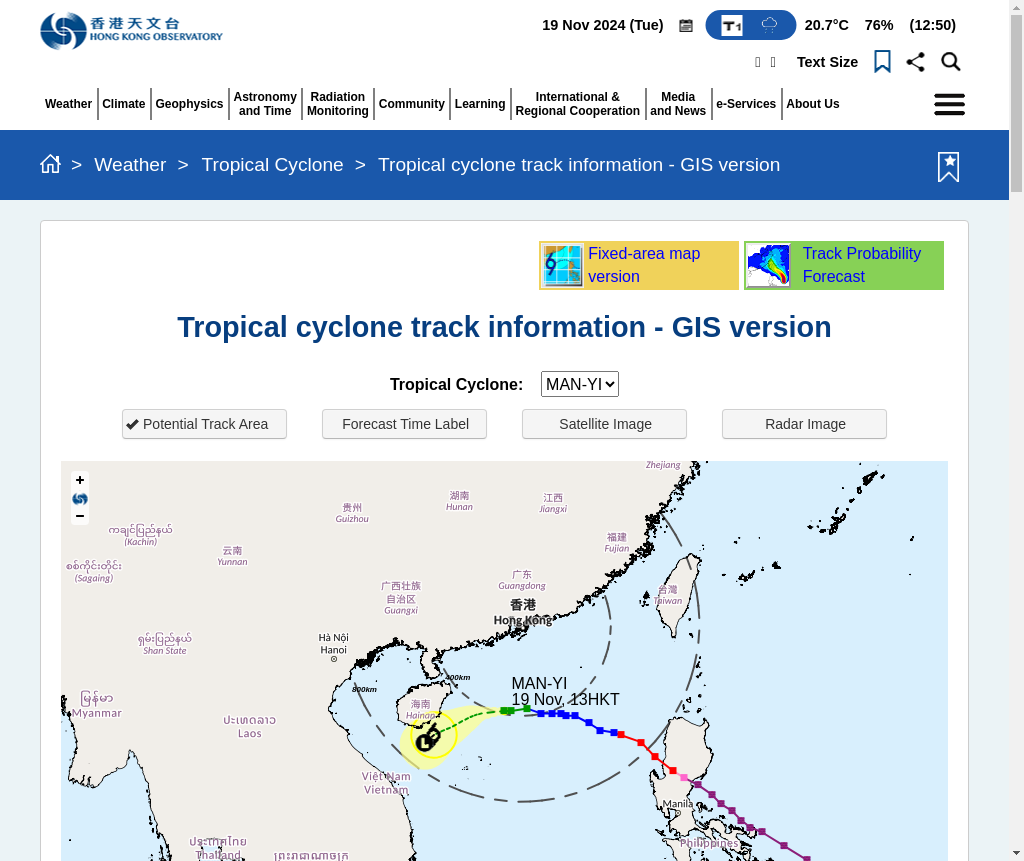 香港天文台
HONG KONG OBSERVATORY
19 Nov 2024 (Tue)
T1
20.7°C 76% (12:50)
Text Size
Weather
Climate
Geophysics
Astronomy
and Time
Radiation
Monitoring
Community
Learning
International &
Regional Cooperation
Media
and News
e-Services
About Us
> Weather > Tropical Cyclone > Tropical cyclone track information - GIS version
Fixed-area map
version
Track Probability
Forecast
Tropical cyclone track information - GIS version
Tropical Cyclone: MAN-YI
Potential Track Area
Forecast Time Label
Satellite Image
Radar Image
+
−
Zhejiang
贵州
Guizhou
湖南
Hunan
江西
Jiangxi
ကချင်ပြည်နယ်
(Kachin)
စစ်ကိုင်းတိုင်း
(Sagaing)
云南
Yunnan
福建
Fujian
广西壮族
自治区
Guangxi
广东
Guangdong
香港
Hong Kong
台灣
Taiwan
ရှမ်းပြည်နယ်
Shan State
Hà Nội
Hanoi
800km
400km
MAN-YI
19 Nov, 13HKT
海南
Hainan
L
မြန်မာ
Myanmar
ປະເທດລາວ
Laos
Việt Nam
Vietnam
Manila
Philippines
ประเทศไทย
Thailand
ព្រះរាជាណាចក្រ